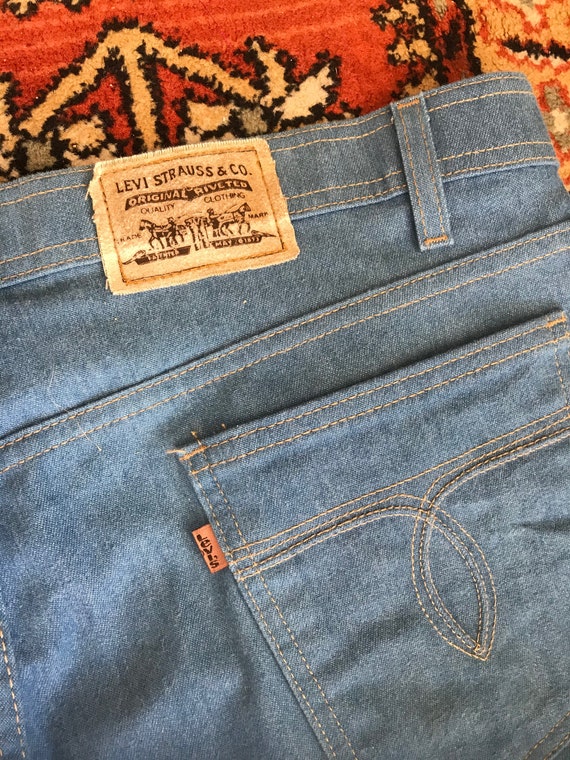 LEVI STRAUSS & CO.
ORIGINAL RIVETED
QUALITY CLOTHING
TRADE MARK
PATENTED MAY 20 1873
LEVI'S